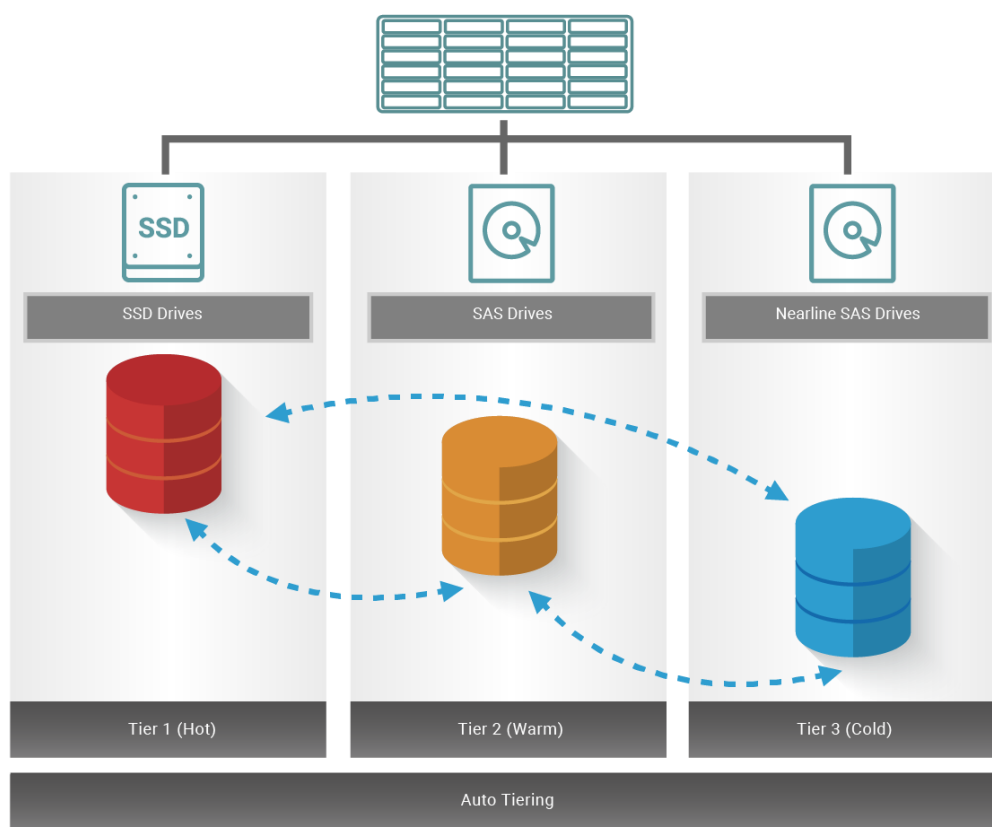 SSD
SSD Drives
SAS Drives
Nearline SAS Drives
Tier 1 (Hot)
Tier 2 (Warm)
Tier 3 (Cold)
Auto Tiering